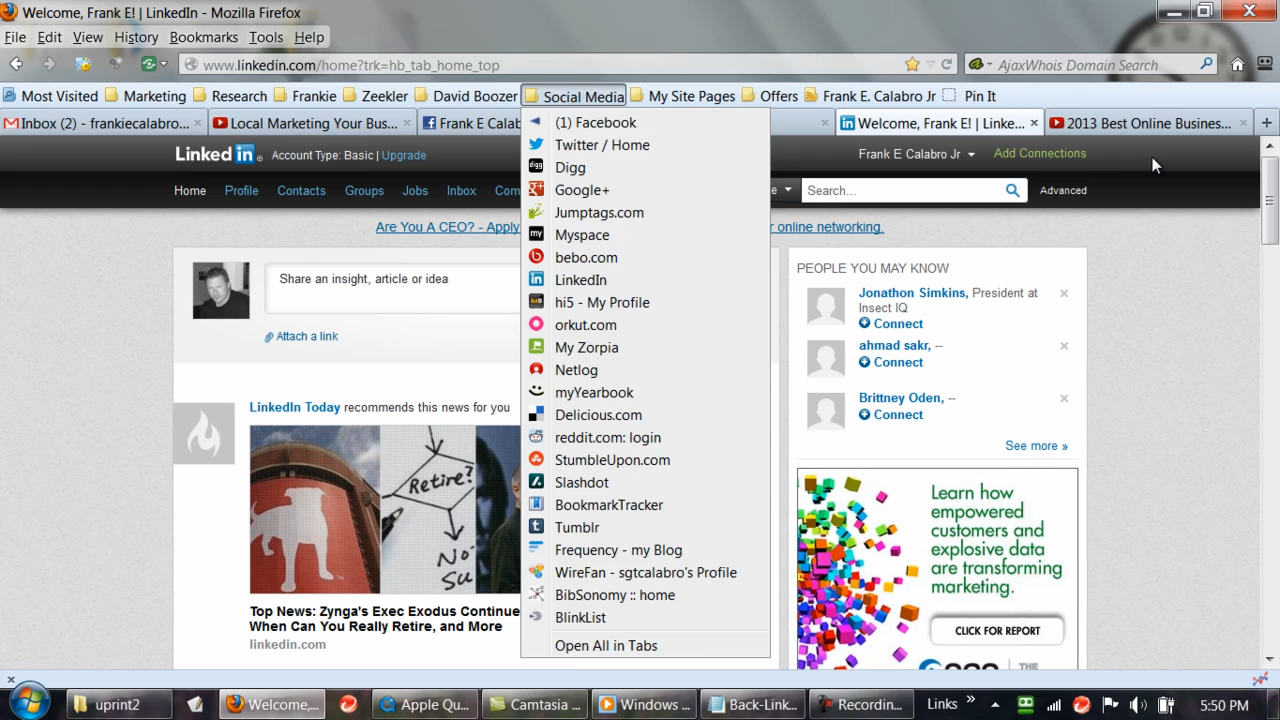 Welcome, Frank E! | LinkedIn - Mozilla Firefox
File Edit View History Bookmarks Tools Help
www.linkedin.com/home?trk=hb_tab_home_top
AjaxWhois Domain Search
Most Visited Marketing Research Frankie Zeekler David Boozer Social Media My Site Pages Offers Frank E. Calabro Jr Pin It
Inbox (2) - frankiecalabro... Local Marketing Your Bus... Frank E Calab Welcome, Frank E! | Linke... 2013 Best Online Busines...
Linked in Account Type: Basic | Upgrade
Frank E Calabro Jr Add Connections
Home Profile Contacts Groups Jobs Inbox Com
Search... Advanced
Are You A CEO? - Apply
r online networking.
(1) Facebook
Twitter / Home
Digg
Google+
Jumptags.com
Myspace
bebo.com
LinkedIn
hi5 - My Profile
orkut.com
My Zorpia
Netlog
myYearbook
Delicious.com
reddit.com: login
StumbleUpon.com
Slashdot
BookmarkTracker
Tumblr
Frequency - my Blog
WireFan - sgtcalabro's Profile
BibSonomy :: home
BlinkList
Open All in Tabs
Share an insight, article or idea
Attach a link
LinkedIn Today recommends this news for you
Retire?
No
Su
Top News: Zynga's Exec Exodus Continue
When Can You Really Retire, and More
linkedin.com
PEOPLE YOU MAY KNOW
Jonathon Simkins, President at
Insect IQ
Connect
ahmad sakr, --
Connect
Brittney Oden, --
Connect
See more »
Learn how
empowered
customers and
explosive data
are transforming
marketing.
CLICK FOR REPORT
THE
uprint2 Welcome,... Apple Qu... Camtasia ... Windows ... Back-Link... Recordin... Links » 5:50 PM